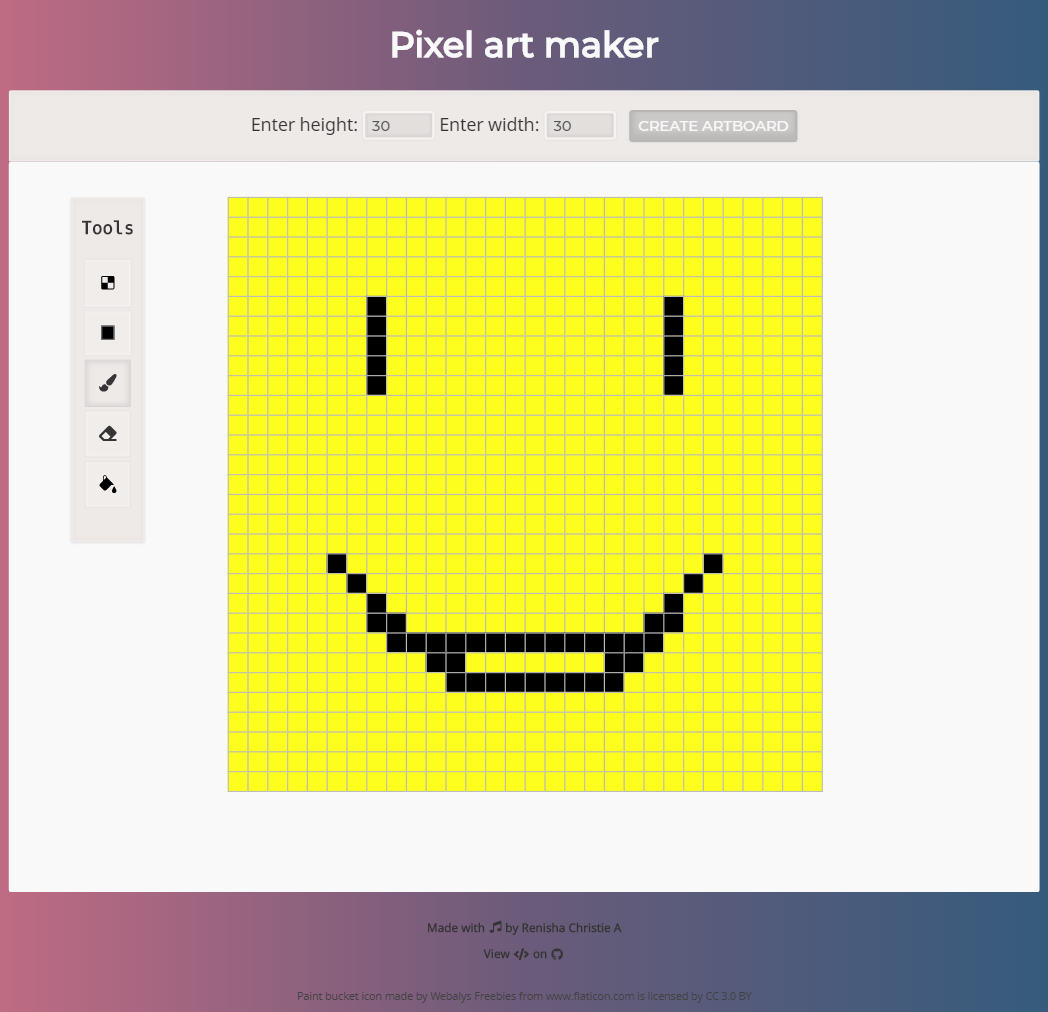 Pixel art maker
Enter height: 30 Enter width: 30 CREATE ARTBOARD
Tools
Made with by Renisha Christie A
View on
Paint bucket icon made by Webalys Freebies from www.flaticon.com is licensed by CC 3.0 BY